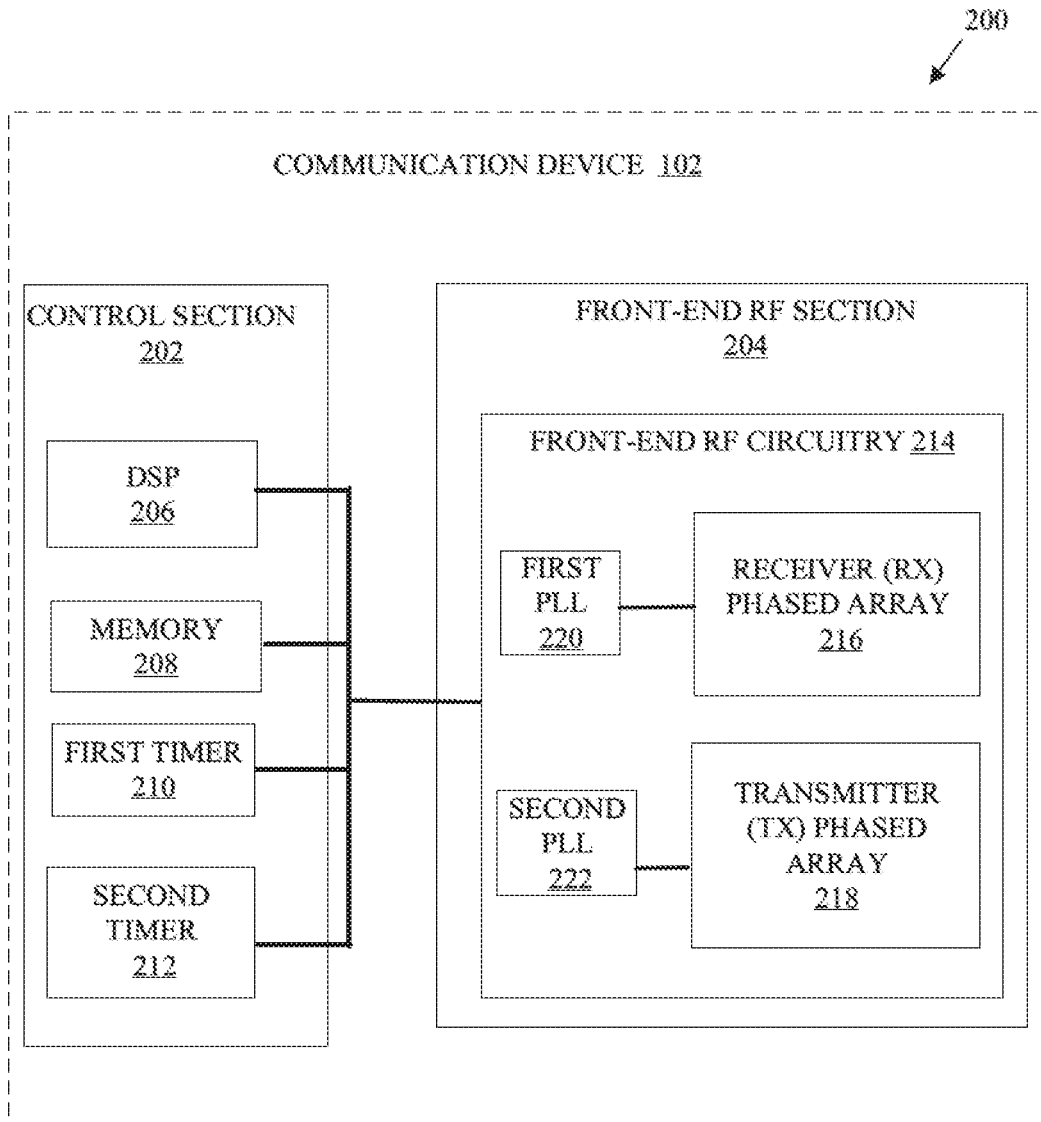 200
COMMUNICATION DEVICE 102
CONTROL SECTION
202
DSP
206
MEMORY
208
FIRST TIMER
210
SECOND
TIMER
212
FRONT-END RF SECTION
204
FRONT-END RF CIRCUITRY 214
FIRST
PLL
220
RECEIVER (RX)
PHASED ARRAY
216
SECOND
PLL
222
TRANSMITTER
(TX) PHASED
ARRAY
218